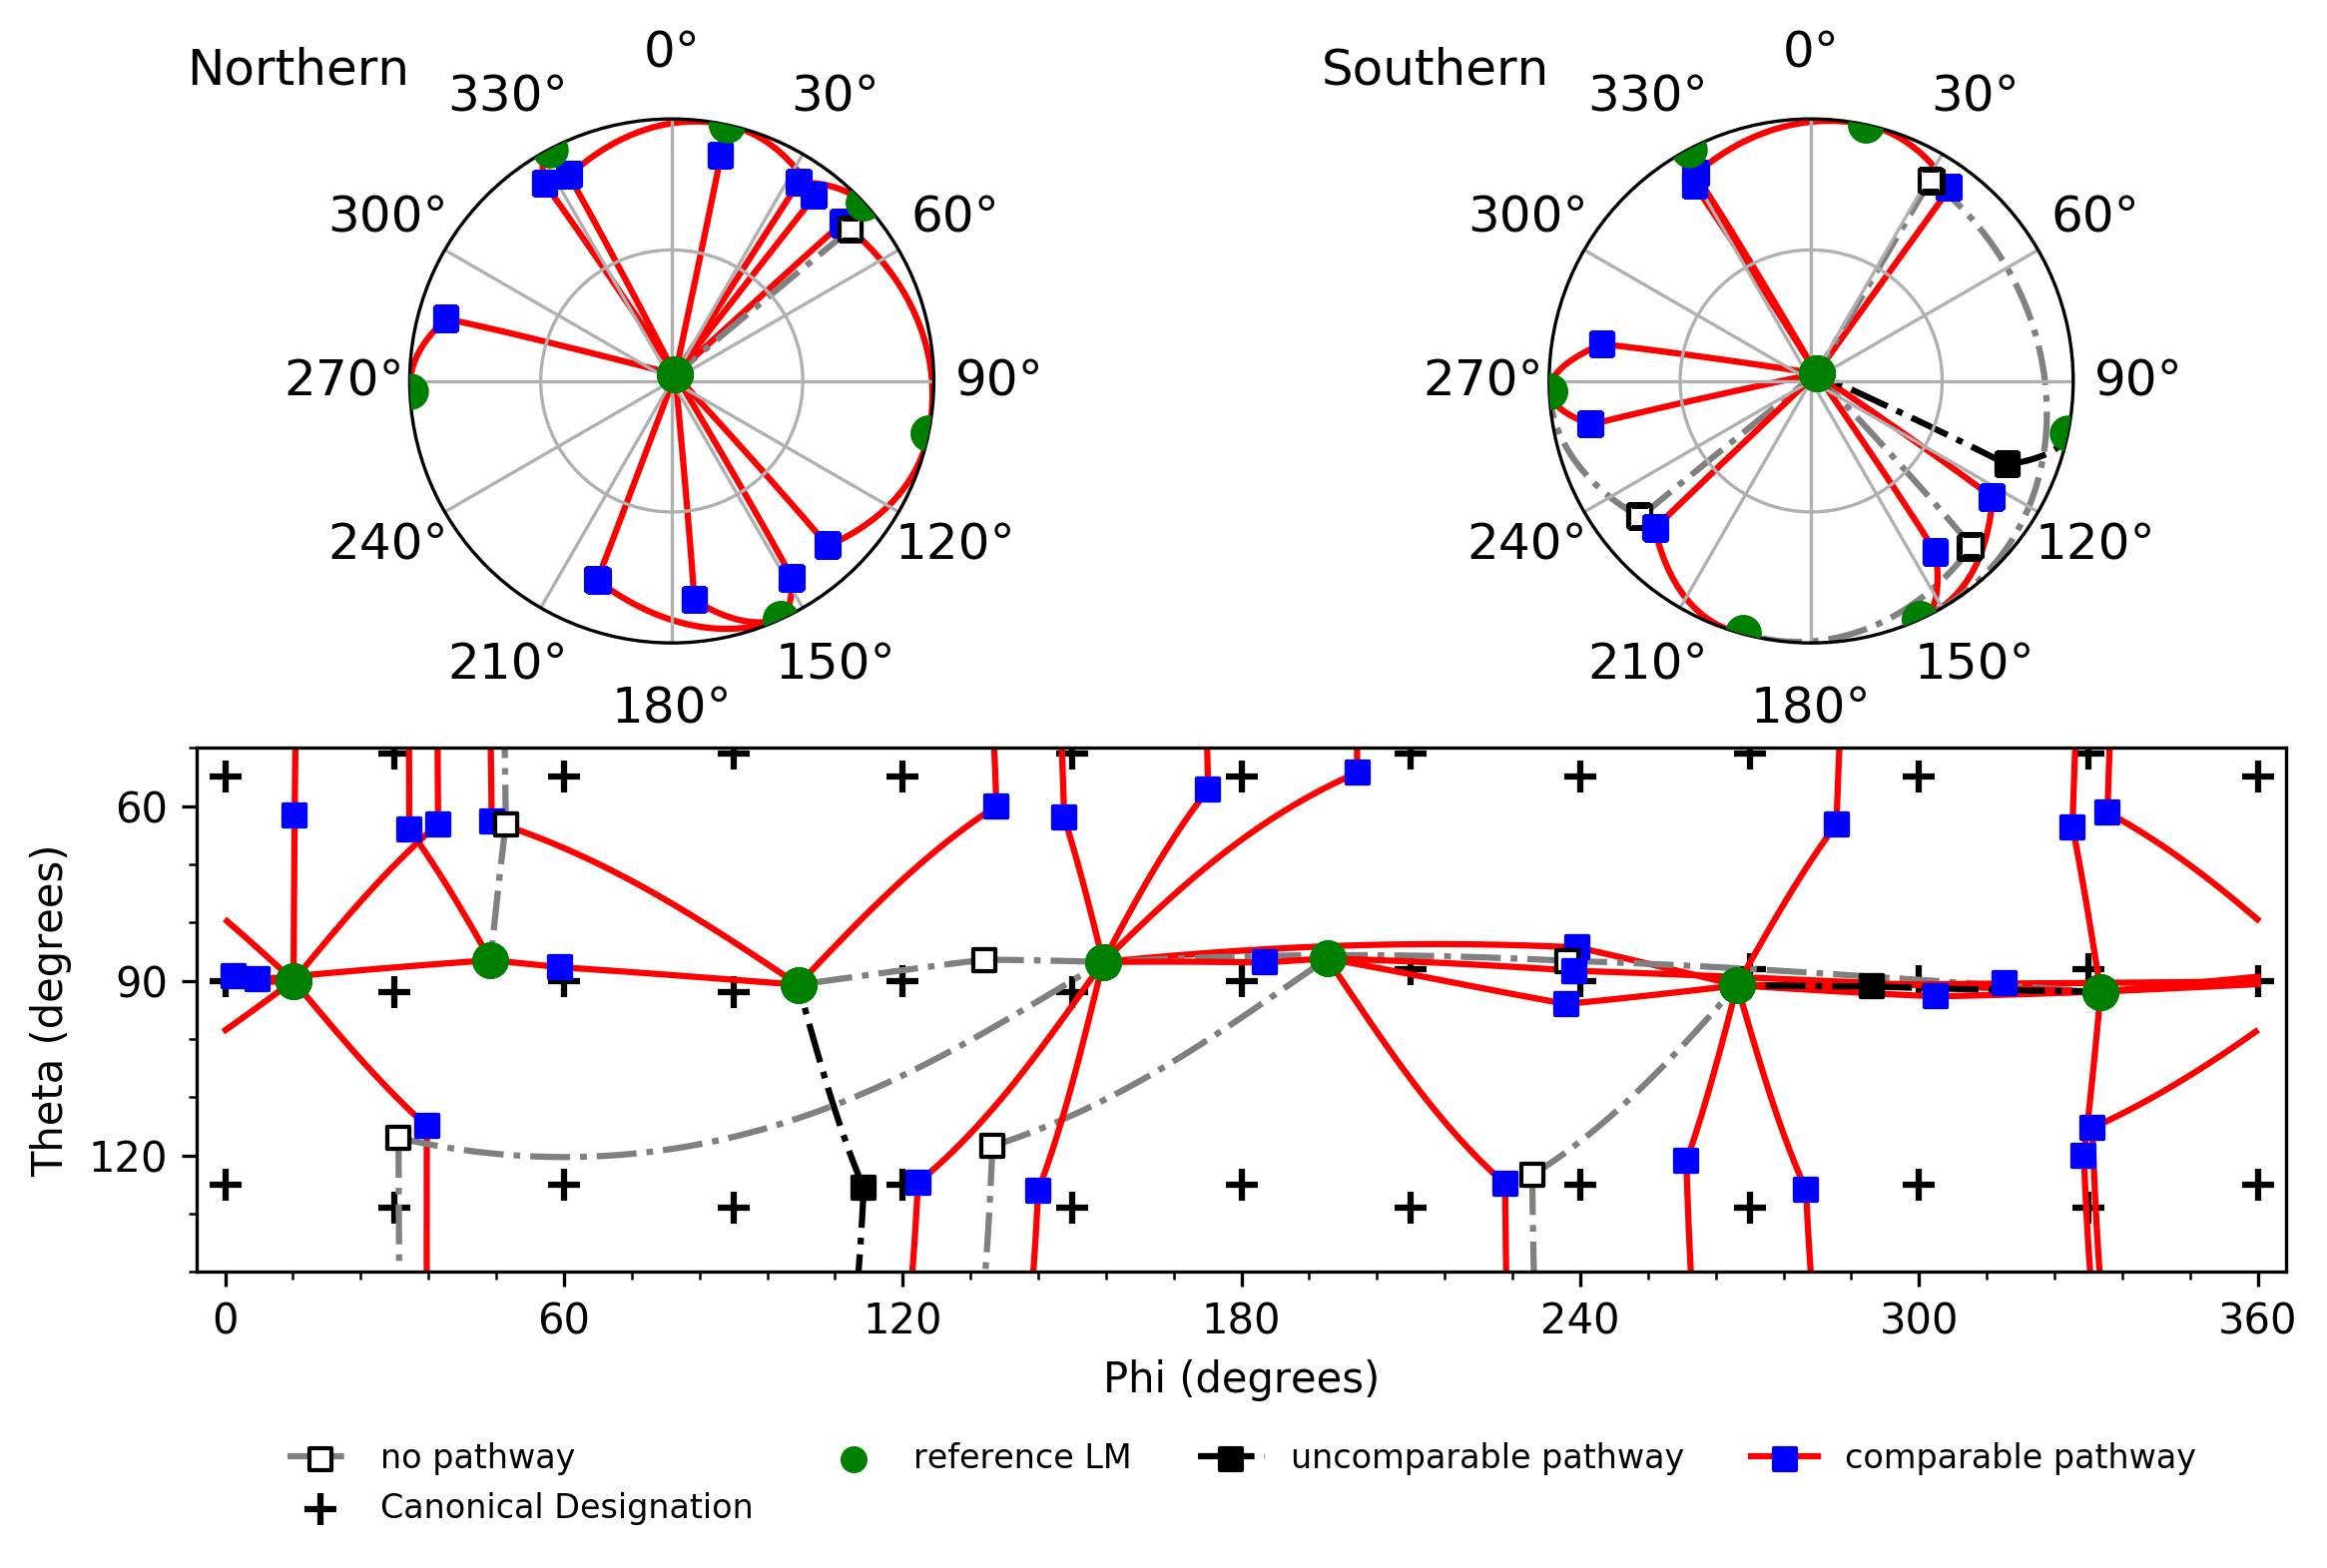 Northern
0°
30°
60°
90°
120°
150°
180°
210°
240°
270°
300°
330°
Southern
0°
30°
60°
90°
120°
150°
180°
210°
240°
270°
300°
330°
Theta (degrees)
60
90
120
0 60 120 180 240 300 360
Phi (degrees)
no pathway
Canonical Designation
reference LM
uncomparable pathway
comparable pathway